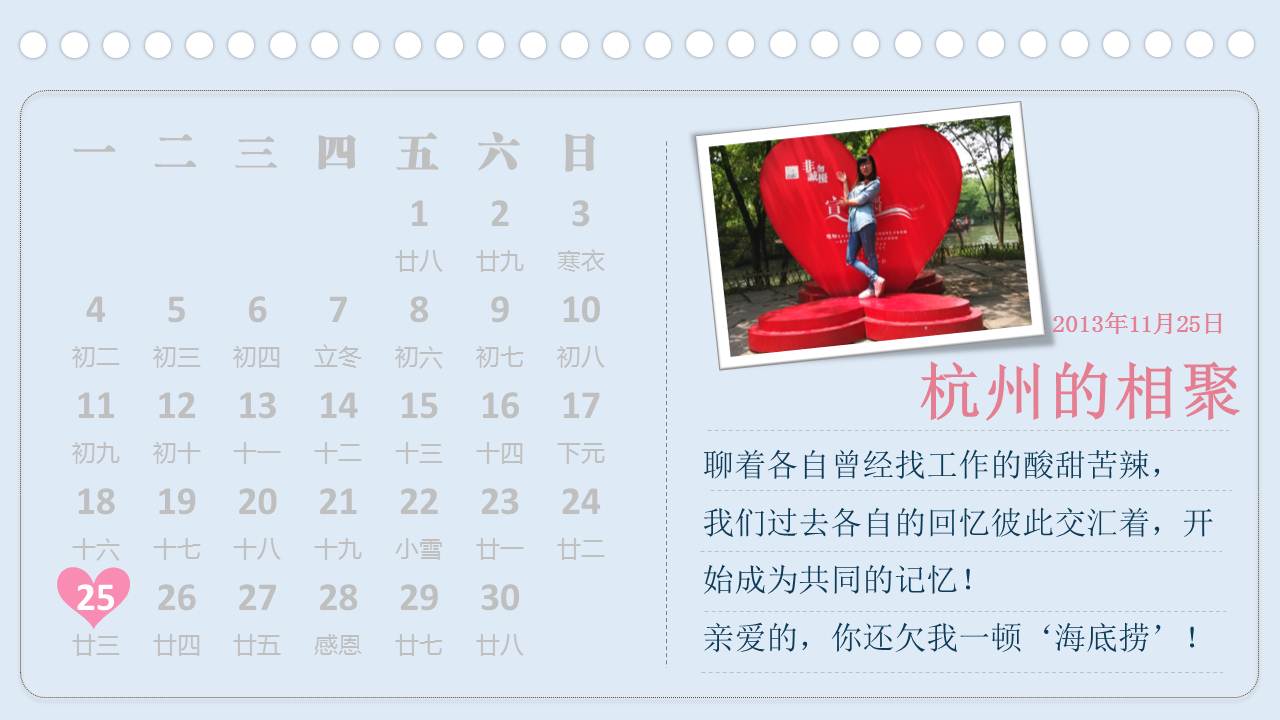 一 二 三 四 五 六 日
1 2 3
廿八 廿九 寒衣
4 5 6 7 8 9 10
初二 初三 初四 立冬 初六 初七 初八
11 12 13 14 15 16 17
初九 初十 十一 十二 十三 十四 下元
18 19 20 21 22 23 24
十六 十七 十八 十九 小雪 廿一 廿二
25 26 27 28 29 30
廿三 廿四 廿五 感恩 廿七 廿八
非诚勿扰
2013年11月25日
杭州的相聚
聊着各自曾经找工作的酸甜苦辣，
我们过去各自的回忆彼此交汇着，开
始成为共同的记忆！
亲爱的，你还欠我一顿‘海底捞’！